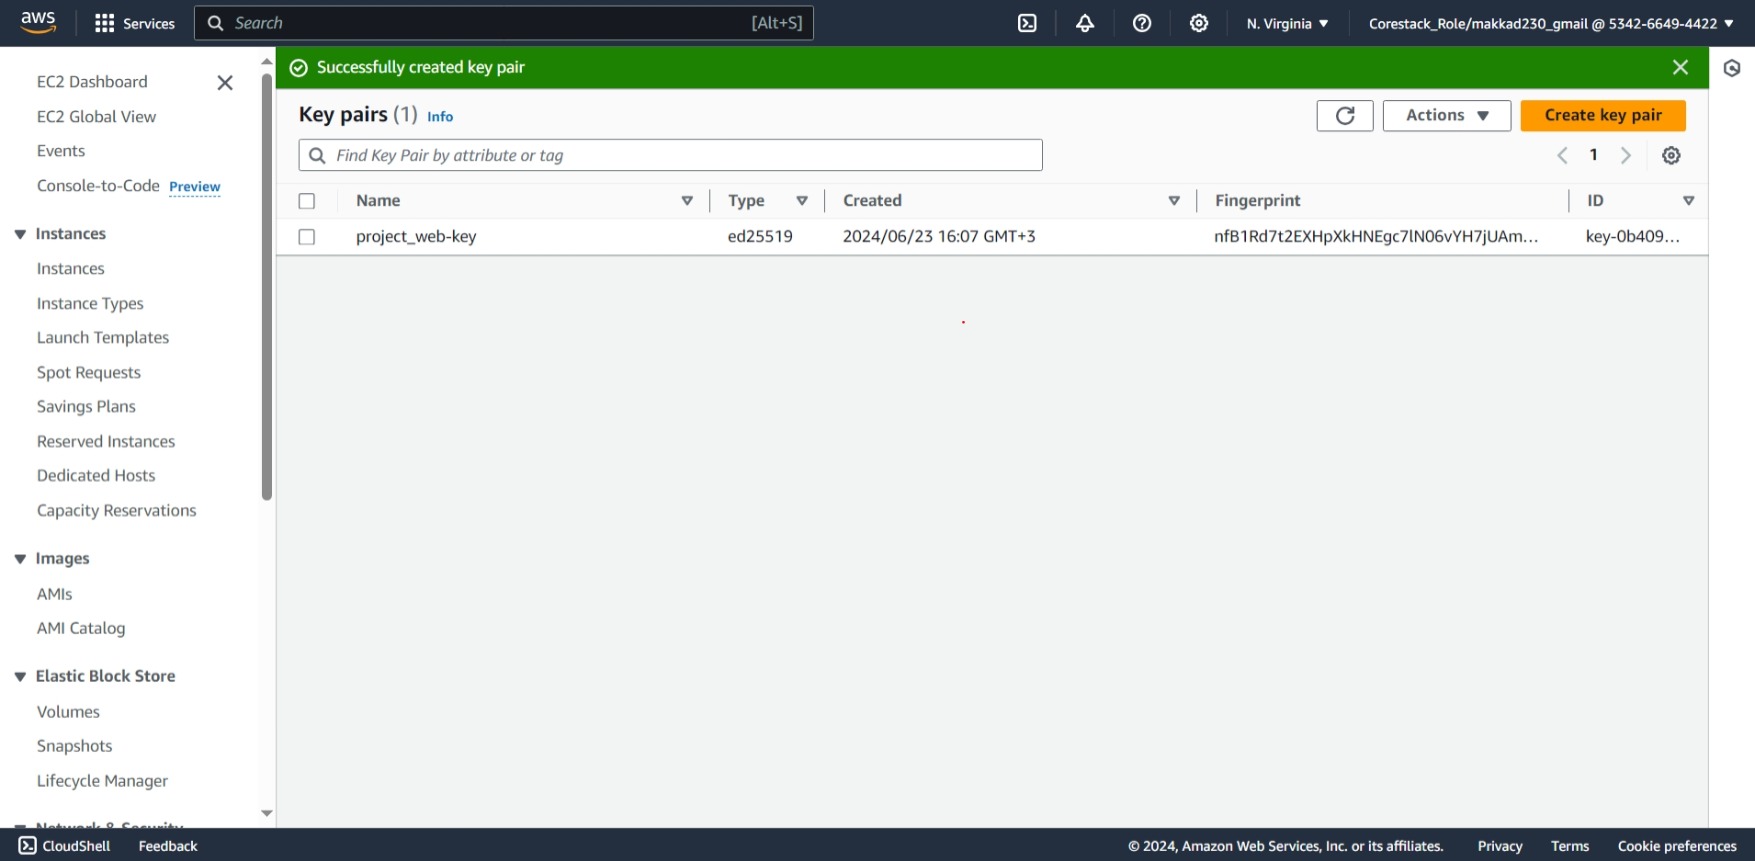 aws
Services
Search [Alt+S]
N. Virginia
Corestack_Role/makkad230_gmail @ 5342-6649-4422
EC2 Dashboard
EC2 Global View
Events
Console-to-Code Preview
Instances
Instances
Instance Types
Launch Templates
Spot Requests
Savings Plans
Reserved Instances
Dedicated Hosts
Capacity Reservations
Images
AMIs
AMI Catalog
Elastic Block Store
Volumes
Snapshots
Lifecycle Manager
Network & Security
Successfully created key pair
Key pairs (1) Info
Actions
Create key pair
Find Key Pair by attribute or tag
1
Name Type Created Fingerprint ID
project_web-key ed25519 2024/06/23 16:07 GMT+3 nfB1Rd7t2EXHpXkHNEgc7lN06vYH7jUAm... key-0b409...
CloudShell Feedback © 2024, Amazon Web Services, Inc. or its affiliates. Privacy Terms Cookie preferences